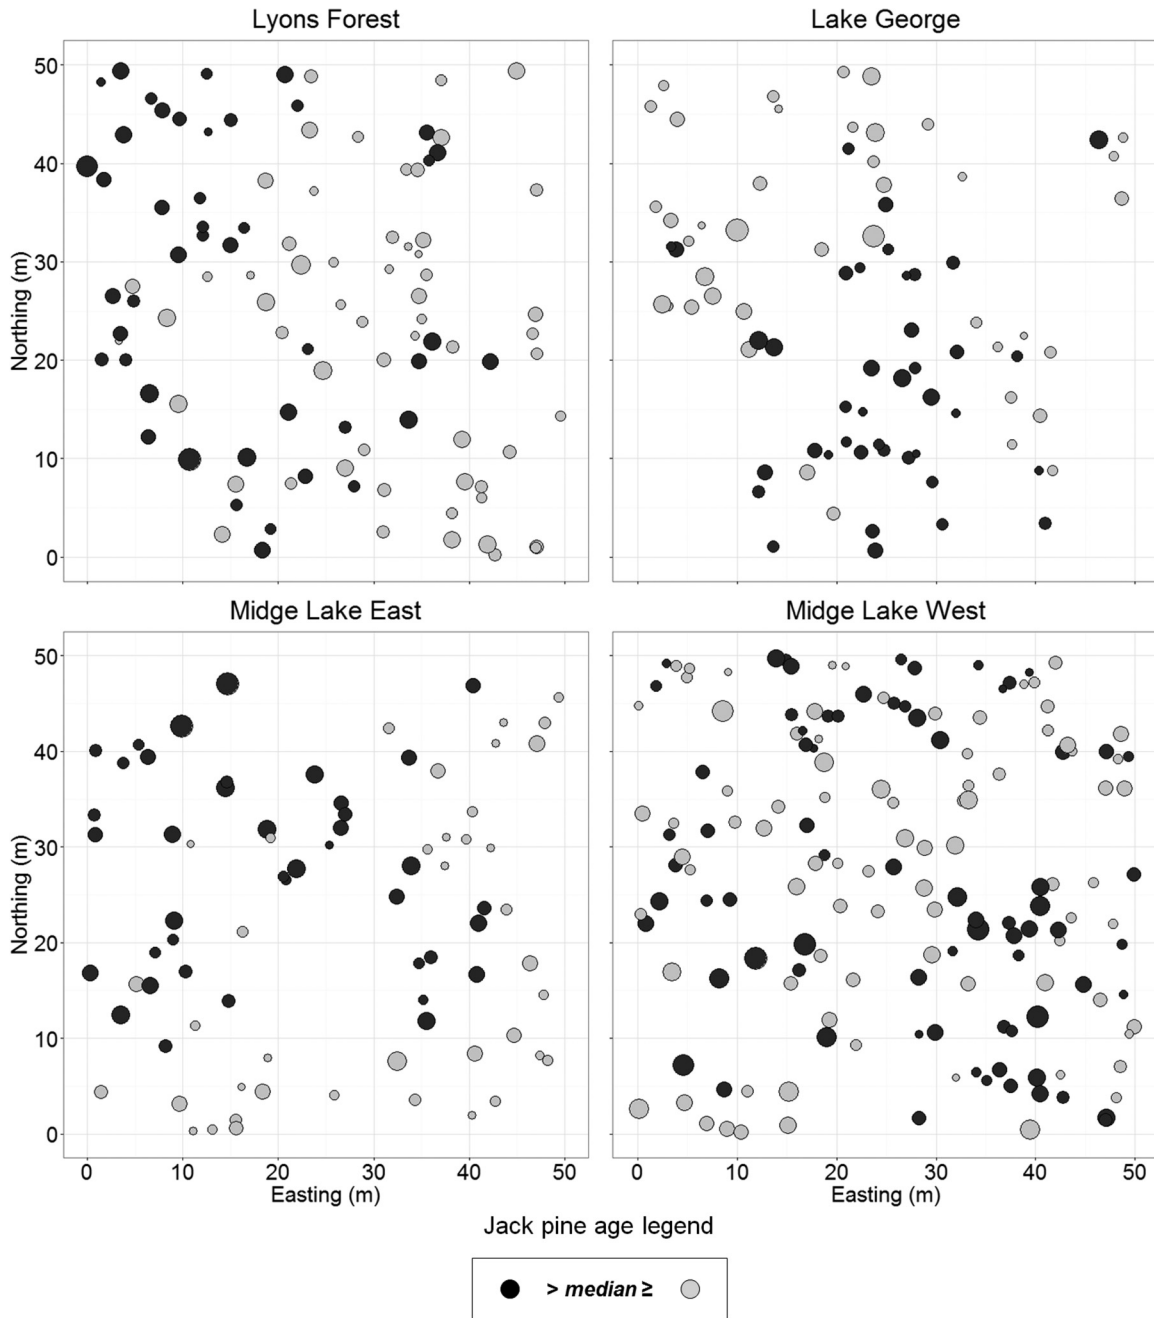 Lyons Forest Lake George
50
40
30
20
10
0
Northing (m)
Midge Lake East Midge Lake West
50
40
30
20
10
0
Northing (m)
0 10 20 30 40 50 0 10 20 30 40 50
Easting (m) Easting (m)
Jack pine age legend
> median ≥